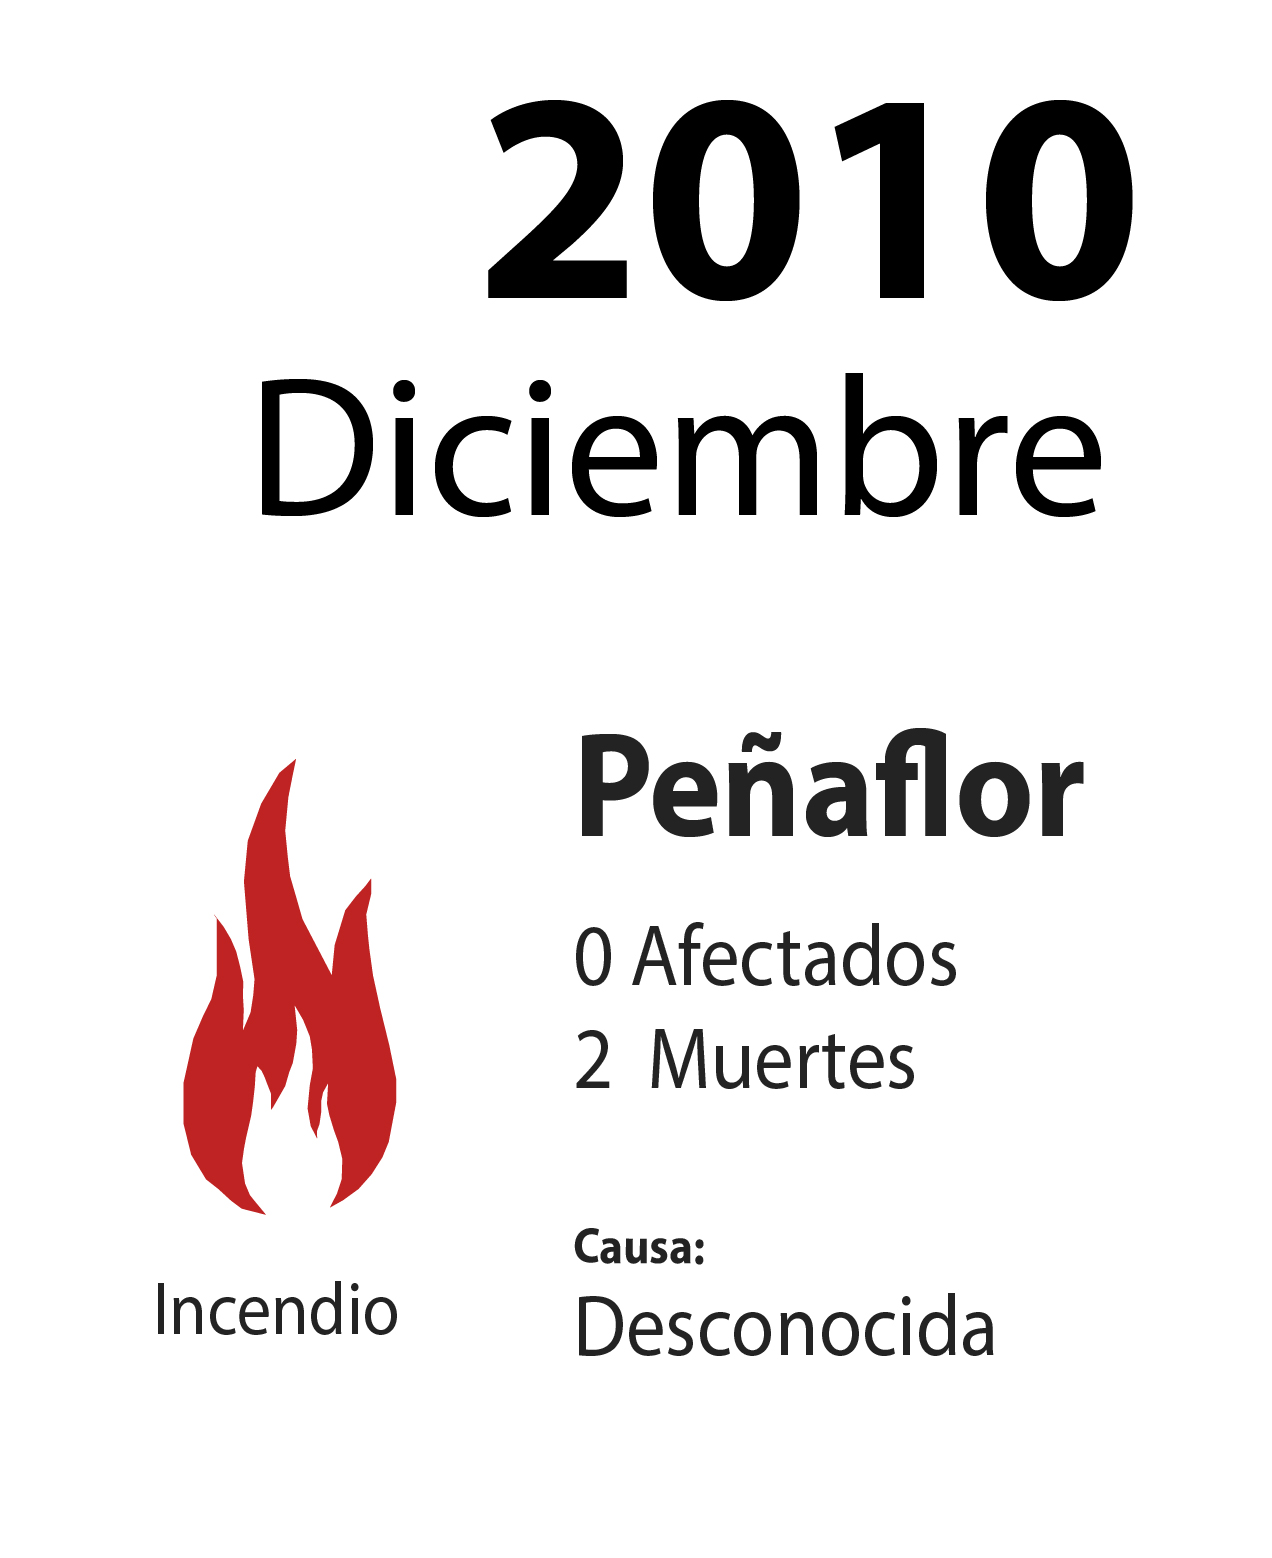 2010
Diciembre
Peñaflor
0 Afectados
2 Muertes
Causa:
Desconocida
Incendio